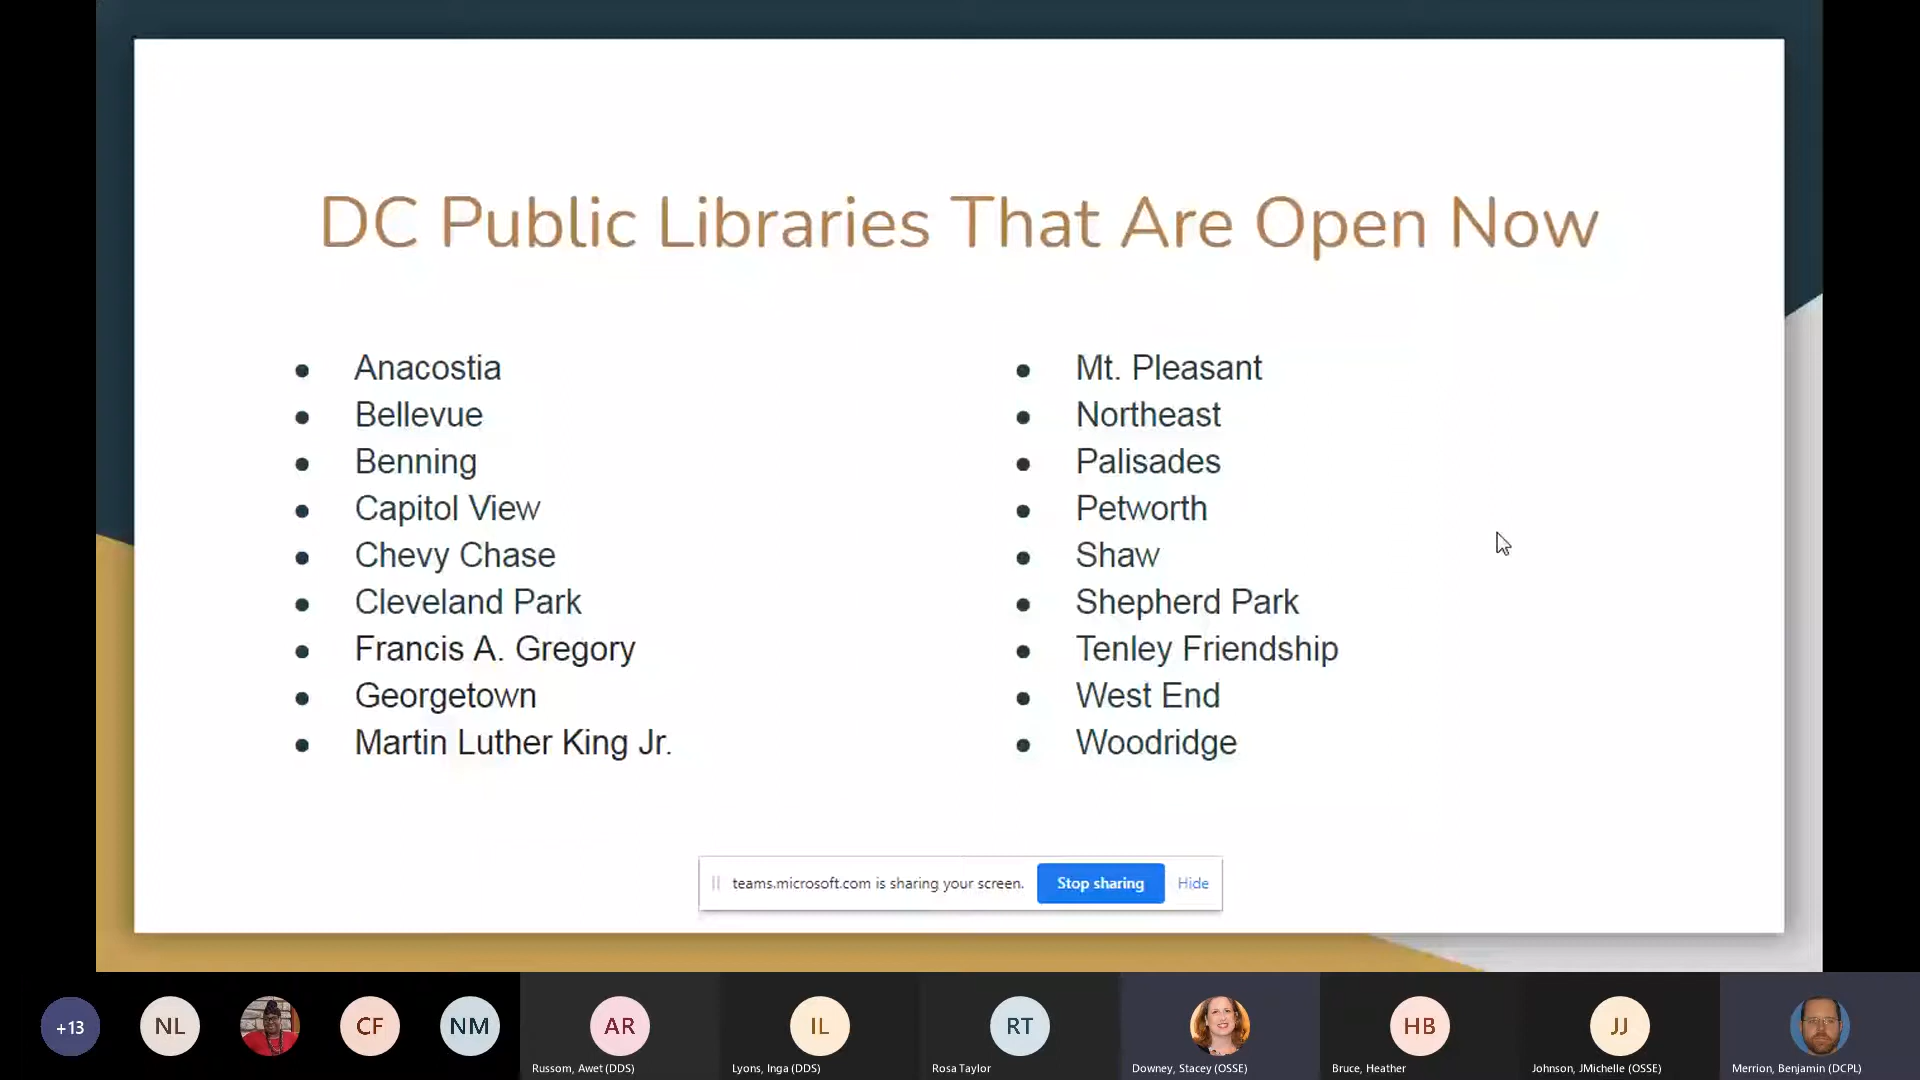 DC Public Libraries That Are Open Now
Anacostia
Bellevue
Benning
Capitol View
Chevy Chase
Cleveland Park
Francis A. Gregory
Georgetown
Martin Luther King Jr.
Mt. Pleasant
Northeast
Palisades
Petworth
Shaw
Shepherd Park
Tenley Friendship
West End
Woodridge
teams.microsoft.com is sharing your screen. Stop sharing Hide
+13 NL CF NM AR IL RT HB JJ
Russom, Awet (DDS) Lyons, Inga (DDS) Rosa Taylor Downey, Stacey (OSSE) Bruce, Heather Johnson, JMichelle (OSSE) Merrion, Benjamin (DCPL)